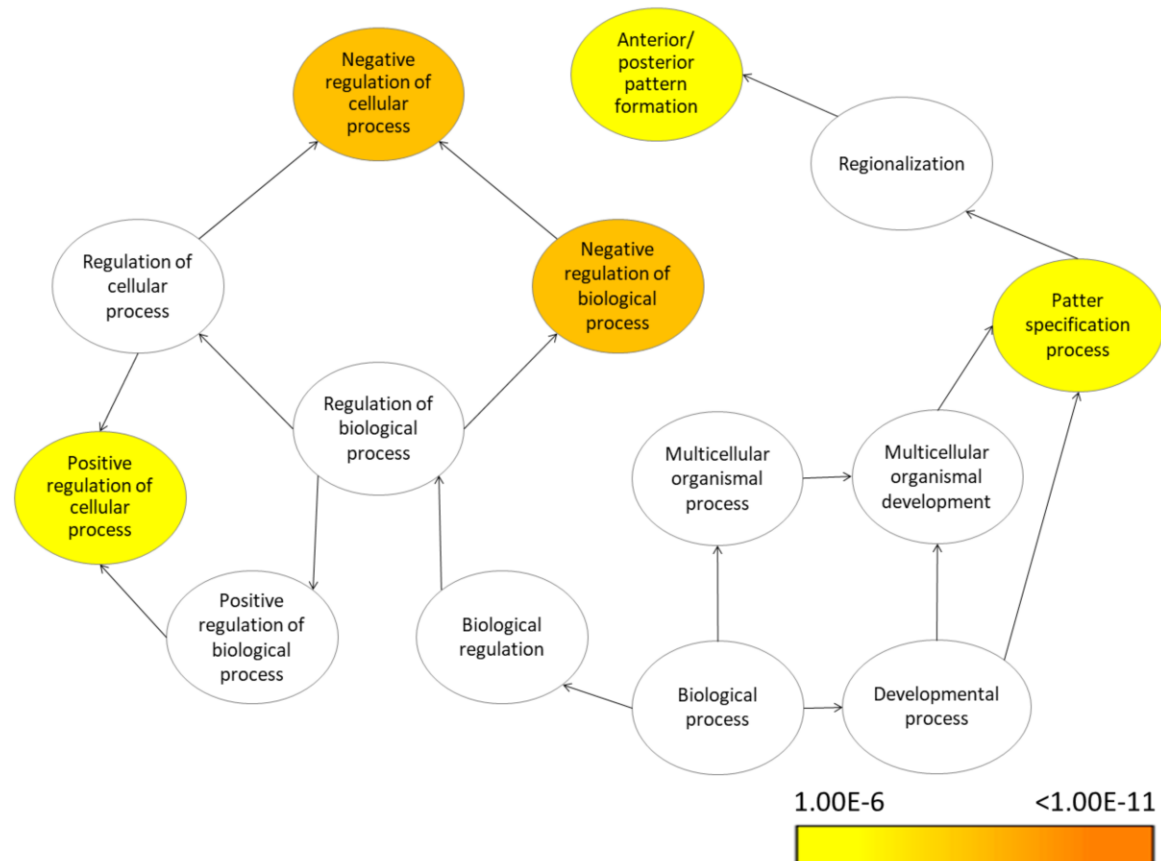 Anterior/
posterior
pattern
formation
Negative
regulation of
cellular
process
Regionalization
Regulation of
cellular
process
Negative
regulation of
biological
process
Patter
specification
process
Regulation of
biological
process
Multicellular
organismal
process
Multicellular
organismal
development
Positive
regulation of
cellular
process
Positive
regulation of
biological
process
Biological
regulation
Biological
process
Developmental
process
1.00E-6
<1.00E-11